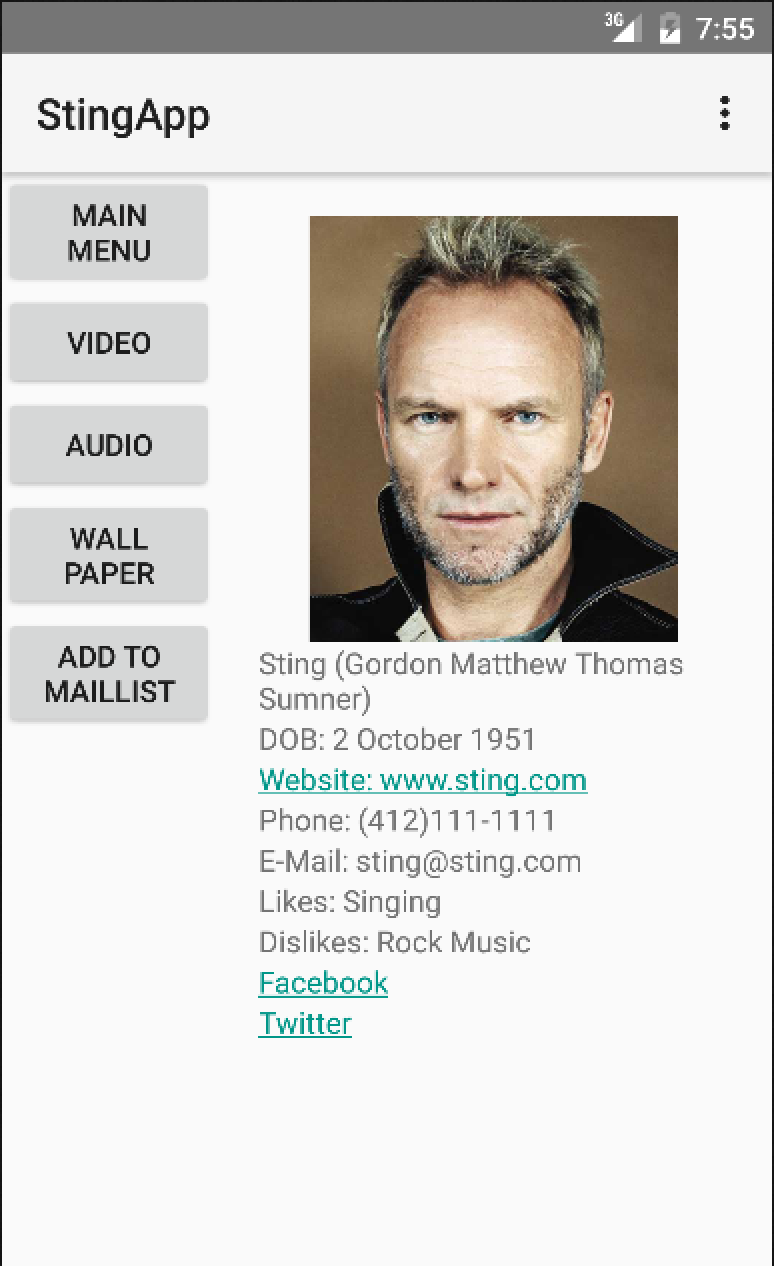 3G 7:55
StingApp
MAIN
MENU
VIDEO
AUDIO
WALL
PAPER
ADD TO
MAILLIST
Sting (Gordon Matthew Thomas
Sumner)
DOB: 2 October 1951
Website: www.sting.com
Phone: (412)111-1111
E-Mail: sting@sting.com
Likes: Singing
Dislikes: Rock Music
Facebook
Twitter